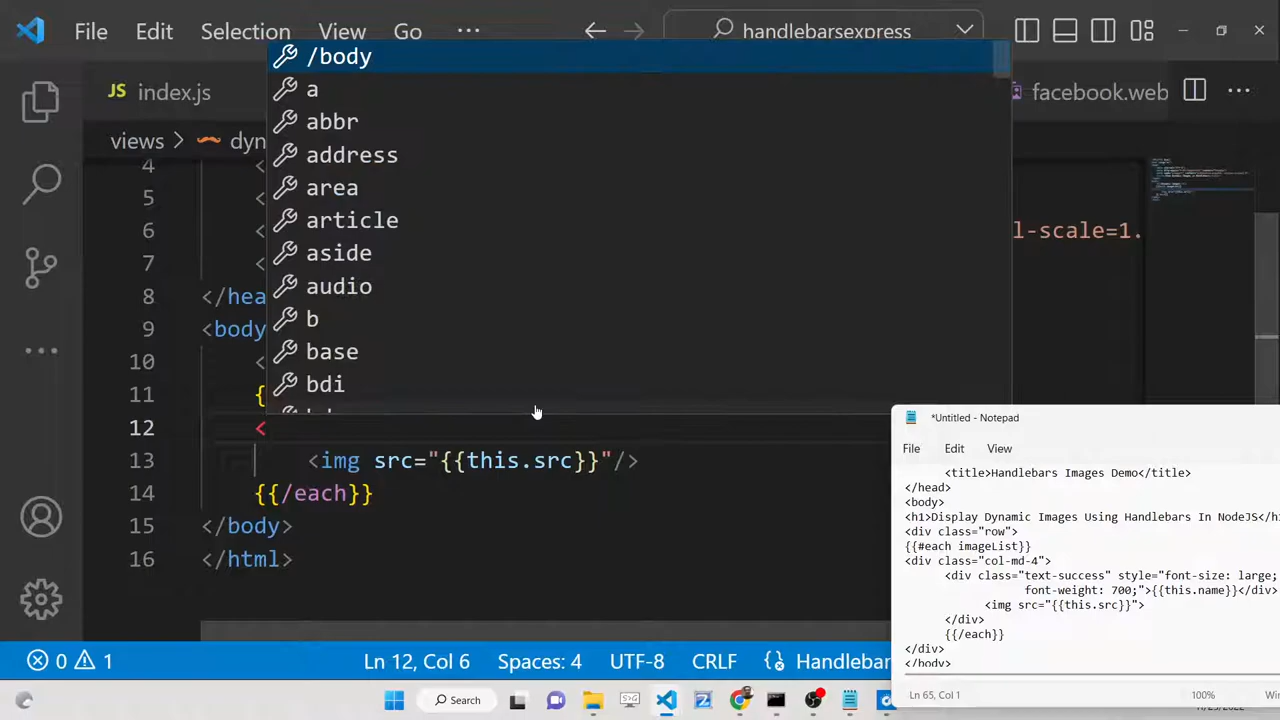 File Edit Selection View Go ··· handlebarsexpress
JS index.js facebook.web ···
views > dyn
/body
a
abbr
address
area
article
aside
audio
b
base
bdi
4 <
5 <
6 < l-scale=1.
7 <
8 </hea
9 <body
10 <
11 {
12 <
13 <img src="{{this.src}}"/>
14 {{/each}}
15 </body>
16 </html>
*Untitled - Notepad
File Edit View
<title>Handlebars Images Demo</title>
</head>
<body>
<h1>Display Dynamic Images Using Handlebars In NodeJS</h
<div class="row">
{{#each imageList}}
<div class="col-md-4">
<div class="text-success" style="font-size: large;
font-weight: 700;">{{this.name}}</div>
<img src="{{this.src}}">
</div>
{{/each}}
</div>
</body>
Ln 65, Col 1 100% Win
0 1 Ln 12, Col 6 Spaces: 4 UTF-8 CRLF {} Handlebar
Search